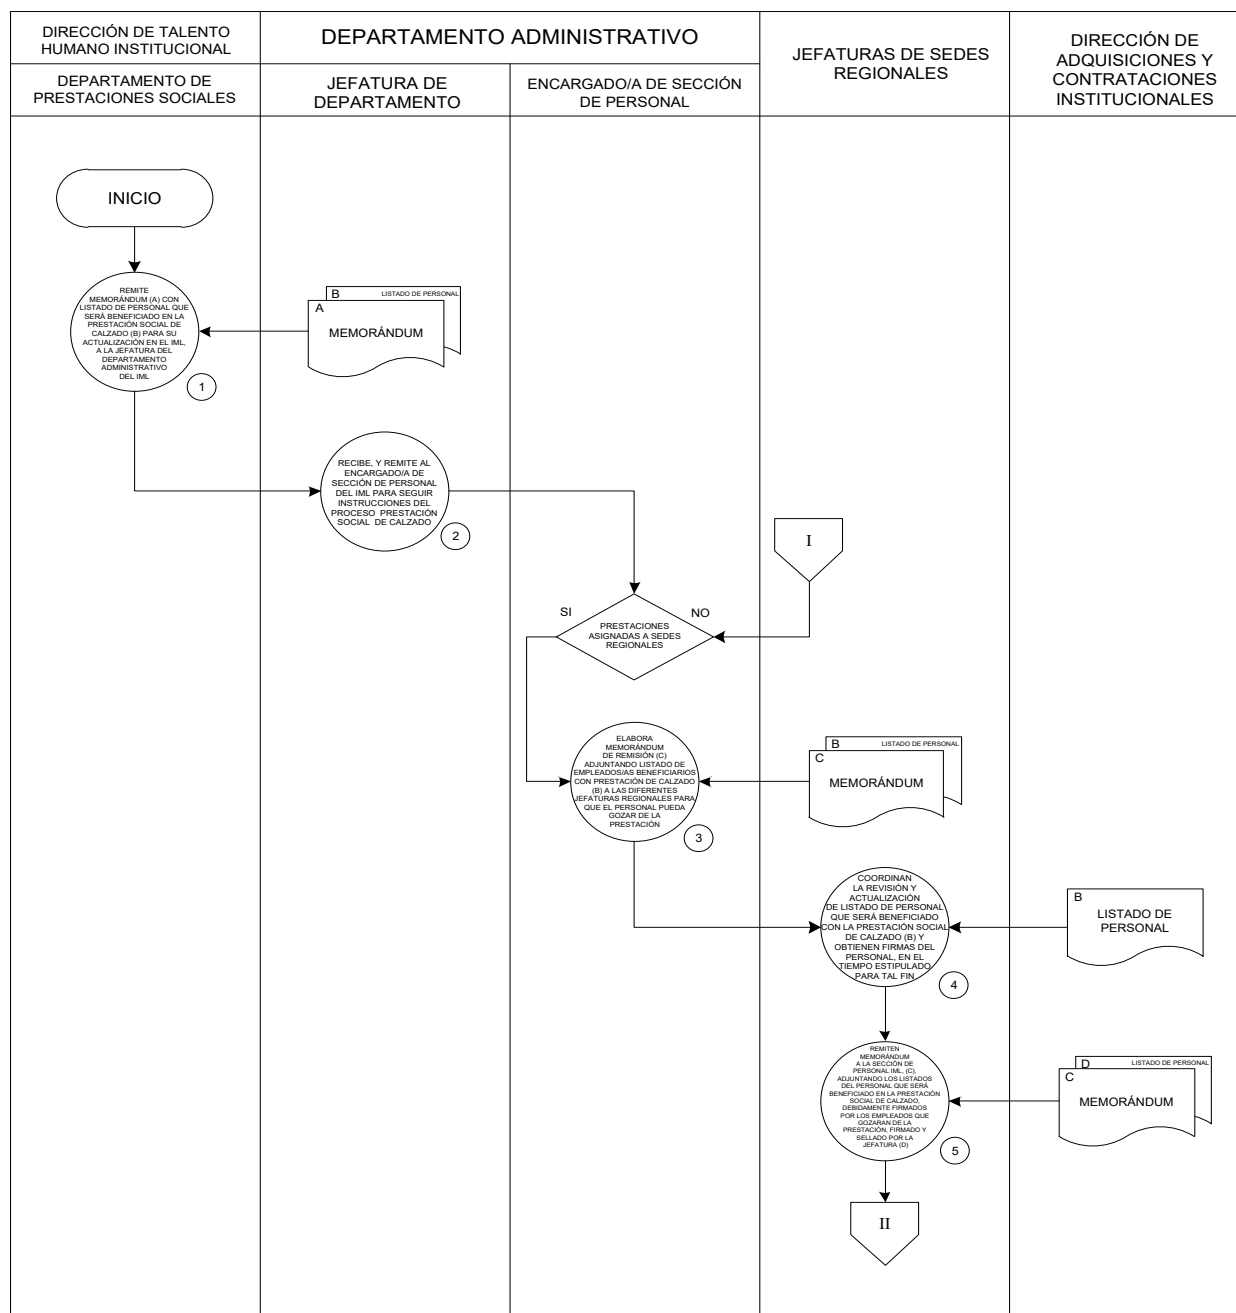 DIRECCIÓN DE TALENTO
HUMANO INSTITUCIONAL
DEPARTAMENTO ADMINISTRATIVO
JEFATURAS DE SEDES
REGIONALES
DIRECCIÓN DE
ADQUISICIONES Y
CONTRATACIONES
INSTITUCIONALES
DEPARTAMENTO DE
PRESTACIONES SOCIALES
JEFATURA DE
DEPARTAMENTO
ENCARGADO/A DE SECCIÓN
DE PERSONAL
INICIO
REMITE
MEMORÁNDUM (A) CON
LISTADO DE PERSONAL QUE
SERÁ BENEFICIADO EN LA
PRESTACIÓN SOCIAL DE
CALZADO (B) PARA SU
ACTUALIZACIÓN EN EL IML,
A LA JEFATURA DEL
DEPARTAMENTO
ADMINISTRATIVO
DEL IML
1
B LISTADO DE PERSONAL
A
MEMORÁNDUM
RECIBE, Y REMITE AL
ENCARGADO/A DE
SECCIÓN DE PERSONAL
DEL IML PARA SEGUIR
INSTRUCCIONES DEL
PROCESO PRESTACIÓN
SOCIAL DE CALZADO
2
I
SI
NO
PRESTACIONES
ASIGNADAS A SEDES
REGIONALES
ELABORA
MEMORÁNDUM
DE REMISIÓN (C)
ADJUNTANDO LISTADO DE
EMPLEADOS/AS BENEFICIARIOS
CON PRESTACIÓN DE CALZADO
(B) A LAS DIFERENTES
JEFATURAS REGIONALES PARA
QUE EL PERSONAL PUEDA
GOZAR DE LA
PRESTACIÓN
3
B LISTADO DE PERSONAL
C
MEMORÁNDUM
COORDINAN
LA REVISIÓN Y
ACTUALIZACIÓN
DE LISTADO DE PERSONAL
QUE SERÁ BENEFICIADO
CON LA PRESTACIÓN SOCIAL
DE CALZADO (B) Y
OBTIENEN FIRMAS DEL
PERSONAL, EN EL
TIEMPO ESTIPULADO
PARA TAL FIN
4
B
LISTADO DE
PERSONAL
REMITEN
MEMORÁNDUM
A LA SECCIÓN DE
PERSONAL IML, (C),
ADJUNTANDO LOS LISTADOS
DEL PERSONAL QUE SERÁ
BENEFICIADO EN LA PRESTACIÓN
SOCIAL DE CALZADO,
DEBIDAMENTE FIRMADOS
POR LOS EMPLEADOS QUE
GOZARAN DE LA
PRESTACIÓN, FIRMADO Y
SELLADO POR LA
JEFATURA (D)
5
D LISTADO DE PERSONAL
C
MEMORÁNDUM
II